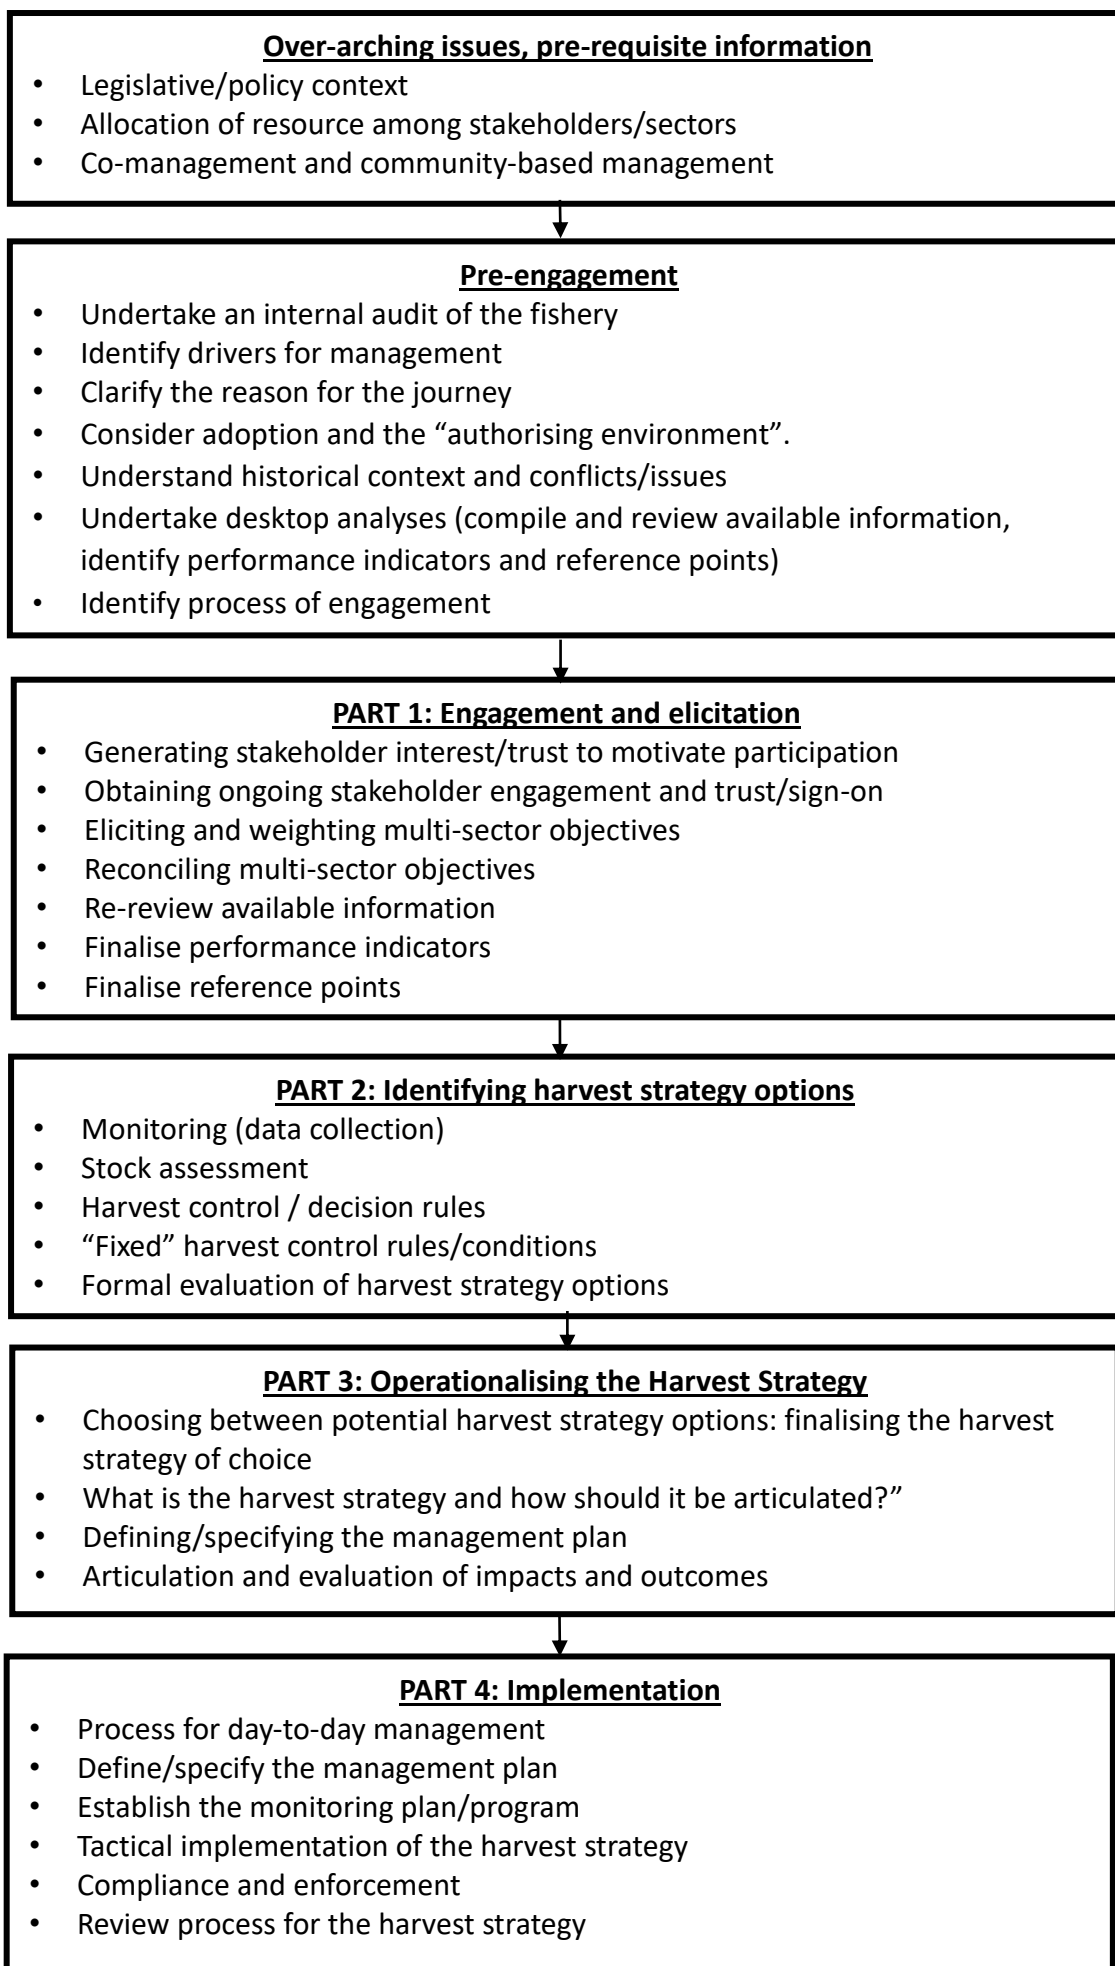 Over-arching issues, pre-requisite information
• Legislative/policy context
• Allocation of resource among stakeholders/sectors
• Co-management and community-based management
Pre-engagement
• Undertake an internal audit of the fishery
• Identify drivers for management
• Clarify the reason for the journey
• Consider adoption and the “authorising environment”.
• Understand historical context and conflicts/issues
• Undertake desktop analyses (compile and review available information,
identify performance indicators and reference points)
• Identify process of engagement
PART 1: Engagement and elicitation
• Generating stakeholder interest/trust to motivate participation
• Obtaining ongoing stakeholder engagement and trust/sign-on
• Eliciting and weighting multi-sector objectives
• Reconciling multi-sector objectives
• Re-review available information
• Finalise performance indicators
• Finalise reference points
PART 2: Identifying harvest strategy options
• Monitoring (data collection)
• Stock assessment
• Harvest control / decision rules
• “Fixed” harvest control rules/conditions
• Formal evaluation of harvest strategy options
PART 3: Operationalising the Harvest Strategy
• Choosing between potential harvest strategy options: finalising the harvest
strategy of choice
• What is the harvest strategy and how should it be articulated?”
• Defining/specifying the management plan
• Articulation and evaluation of impacts and outcomes
PART 4: Implementation
• Process for day-to-day management
• Define/specify the management plan
• Establish the monitoring plan/program
• Tactical implementation of the harvest strategy
• Compliance and enforcement
• Review process for the harvest strategy